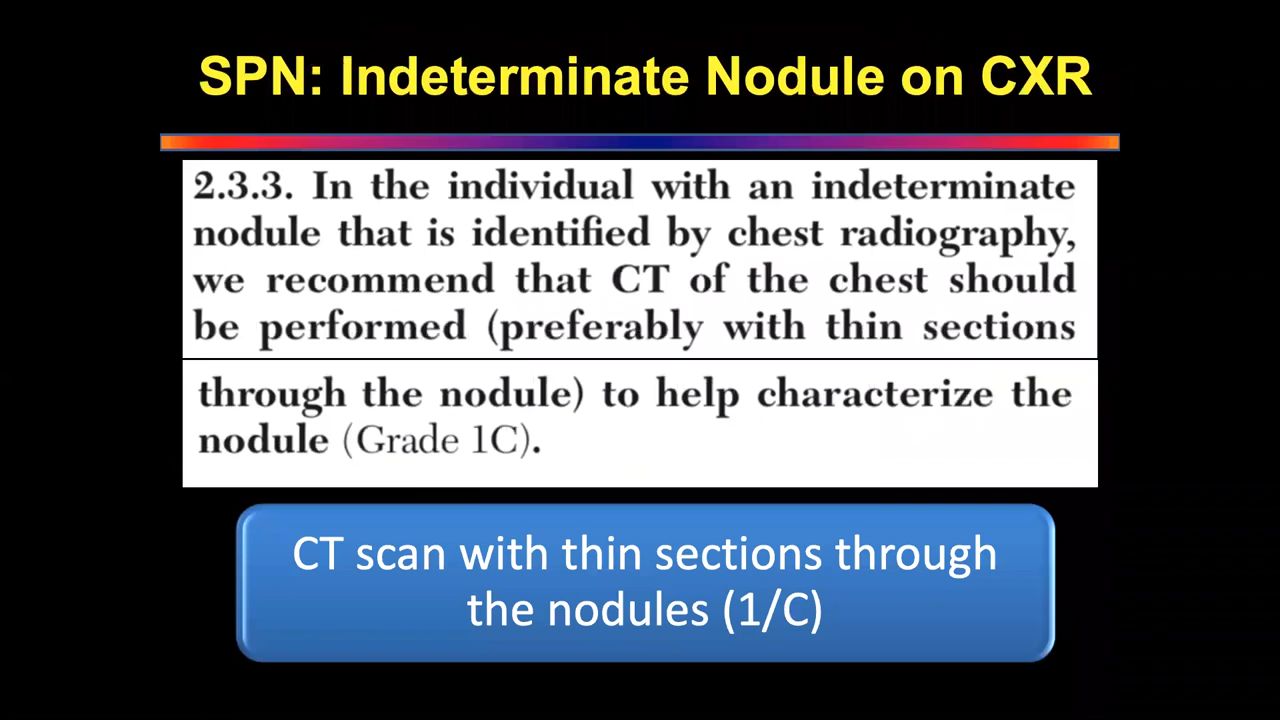 SPN: Indeterminate Nodule on CXR
2.3.3. In the individual with an indeterminate
nodule that is identified by chest radiography,
we recommend that CT of the chest should
be performed (preferably with thin sections
through the nodule) to help characterize the
nodule (Grade 1C).
CT scan with thin sections through
the nodules (1/C)